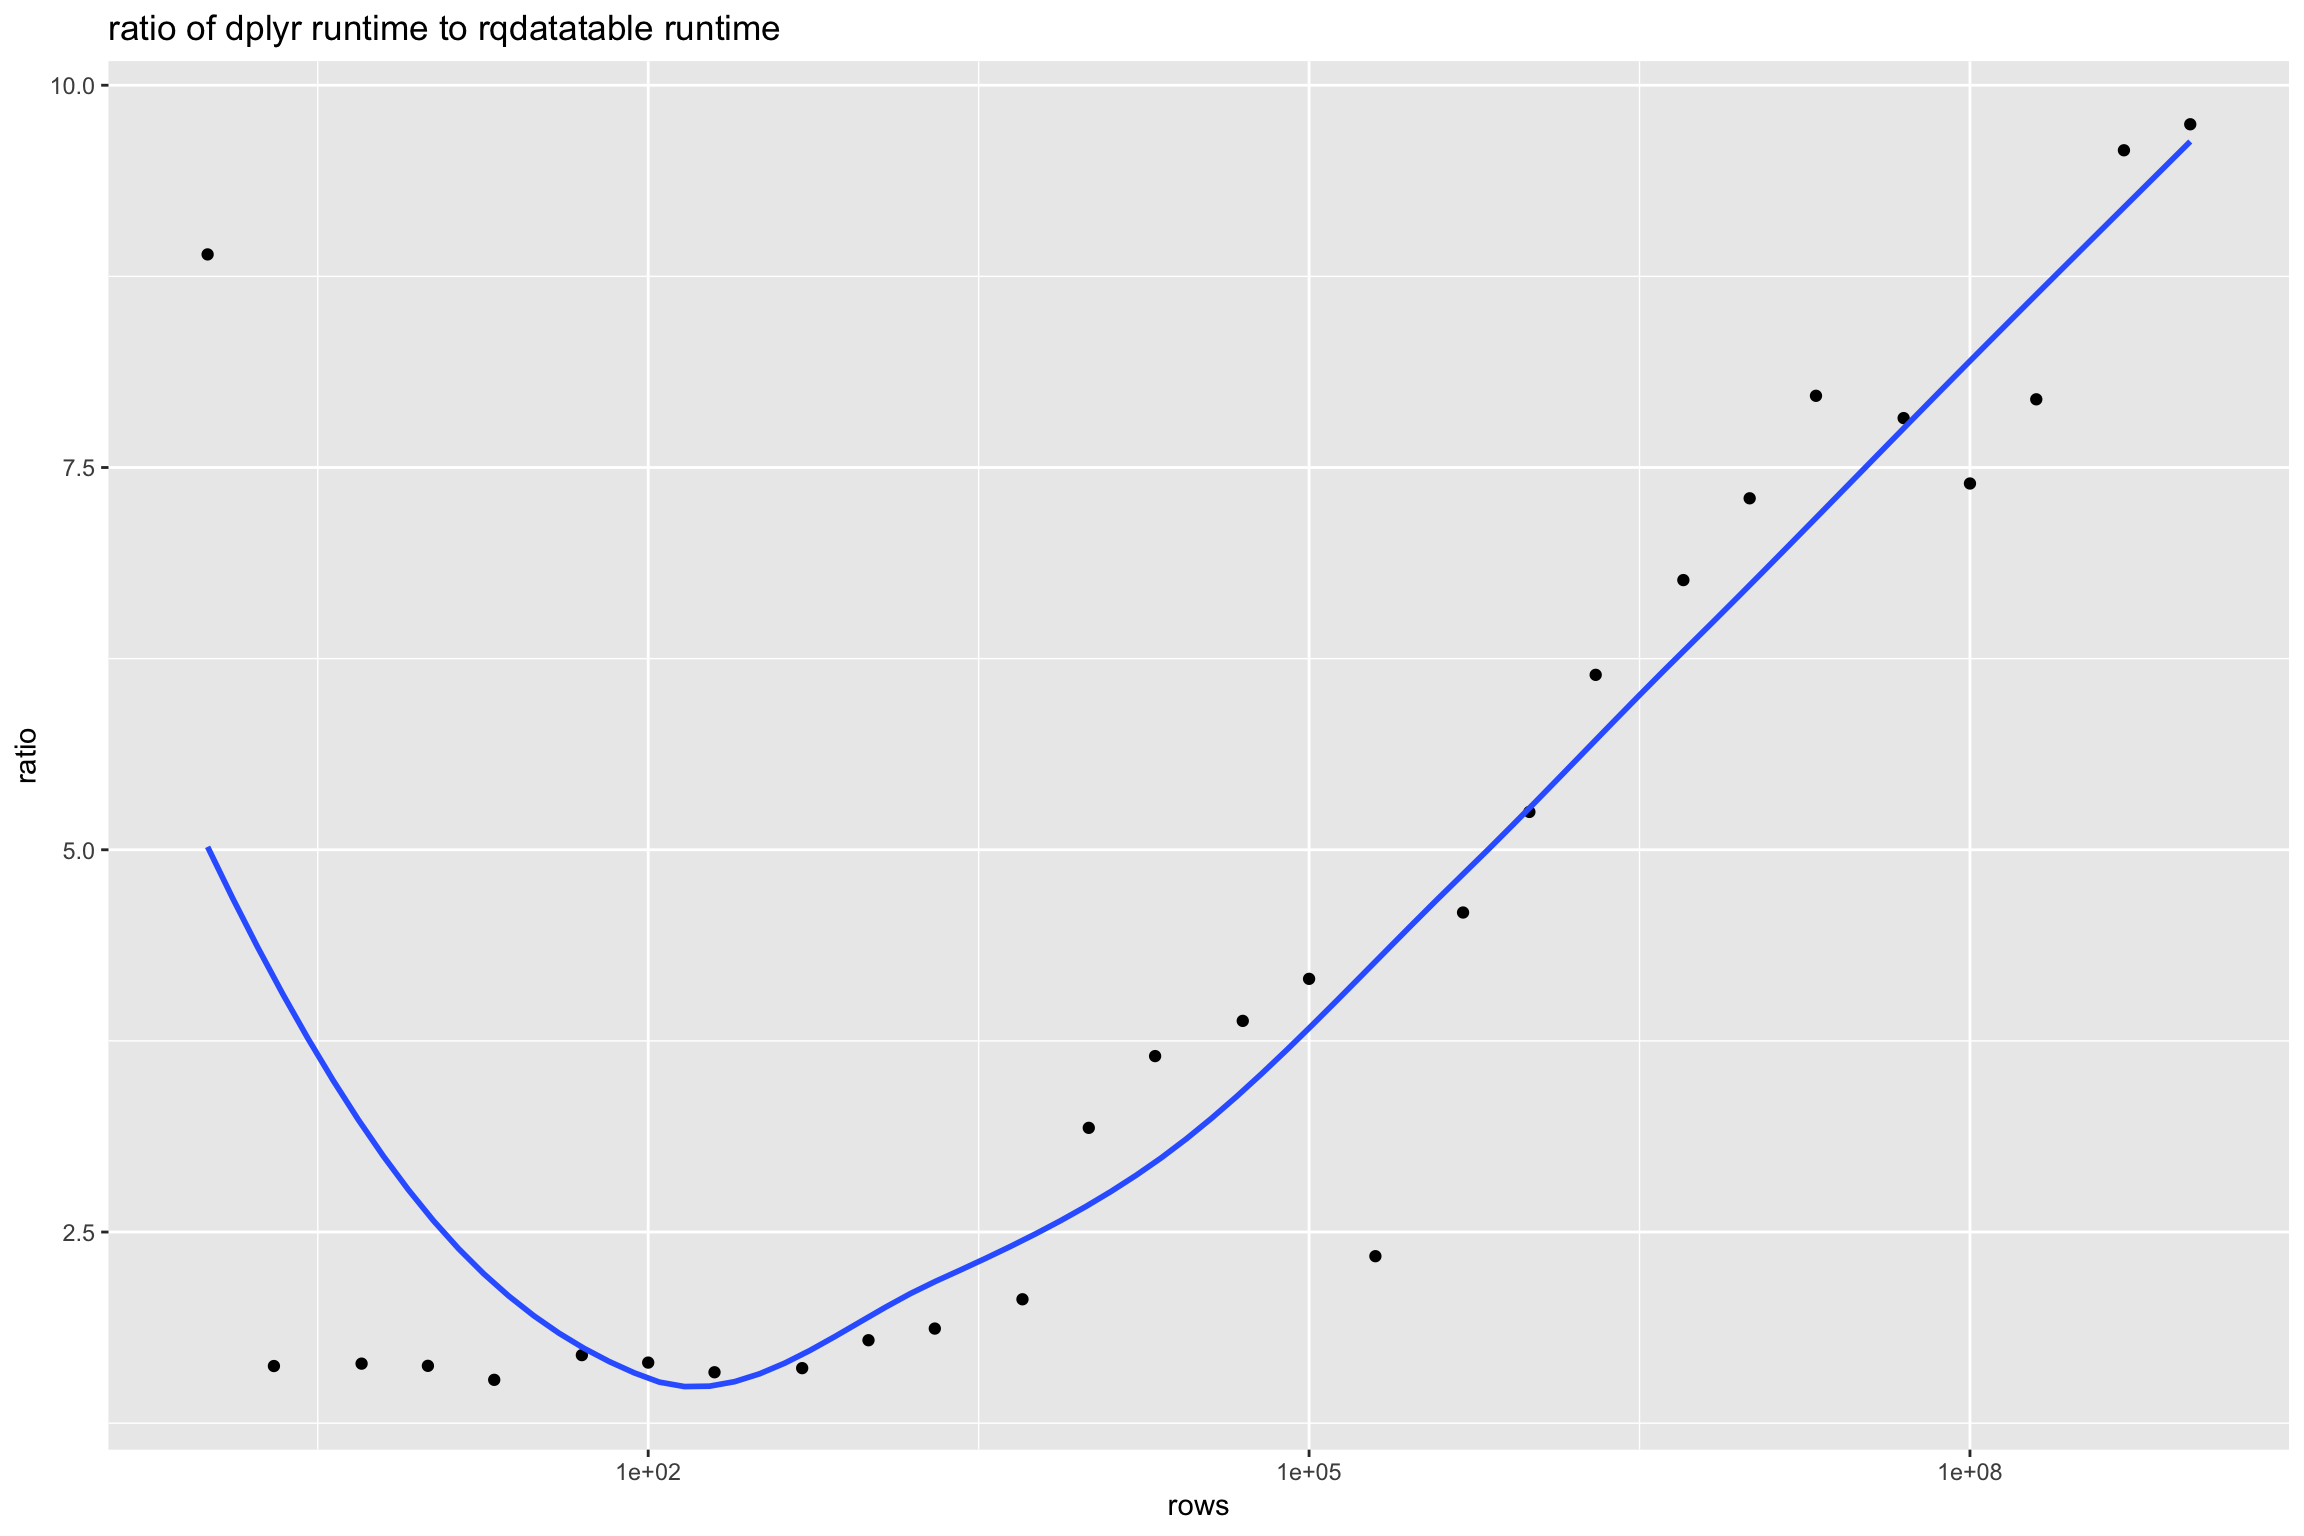 ratio of dplyr runtime to rqdatatable runtime
10.0
7.5
5.0
2.5
ratio
1e+02
1e+05
1e+08
rows